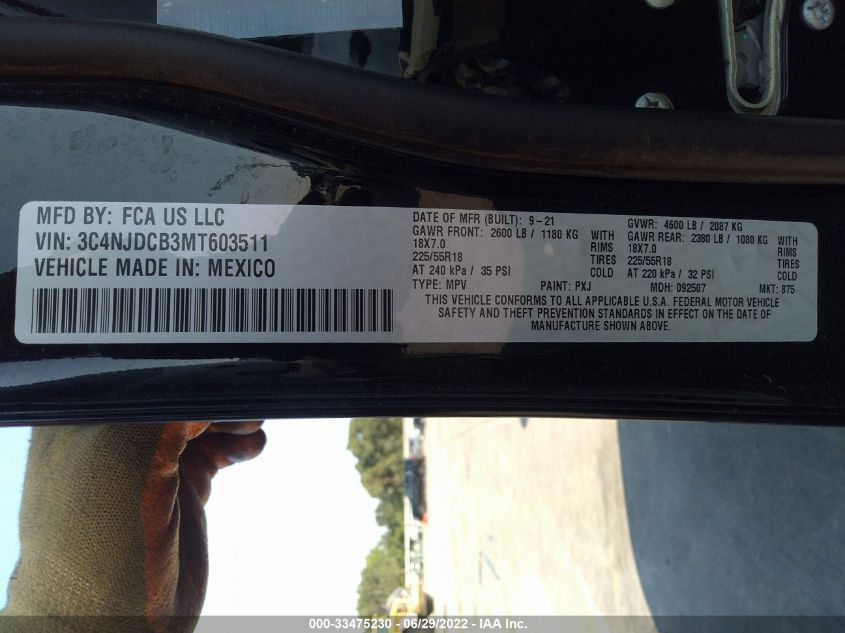 MFD BY: FCA US LLC
VIN: 3C4NJDCB3MT603511
VEHICLE MADE IN: MEXICO
DATE OF MFR (BUILT): 9-21
GAWR FRONT: 2600 LB / 1180 KG WITH
18X7.0 RIMS
225/55R18 TIRES
AT 240 kPa / 35 PSI COLD
TYPE: MPV PAINT: PXJ
GVWR: 4600 LB / 2087 KG
GAWR REAR: 2380 LB / 1080 KG WITH
18X7.0 RIMS
225/55R18 TIRES
AT 220 kPa / 32 PSI COLD
MDH: 092507 MKT: 875
THIS VEHICLE CONFORMS TO ALL APPLICABLE U.S.A. FEDERAL MOTOR VEHICLE
SAFETY AND THEFT PREVENTION STANDARDS IN EFFECT ON THE DATE OF
MANUFACTURE SHOWN ABOVE.
000-33475230 - 06/29/2022 - IAA Inc.